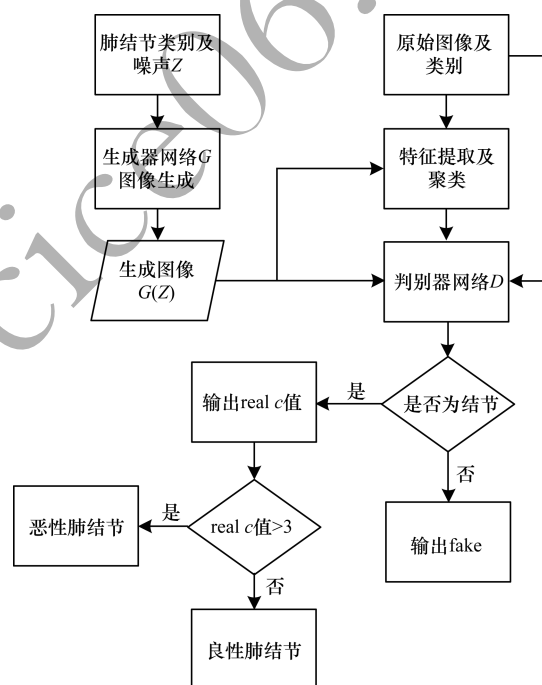 肺结节类别及
噪声Z
原始图像及
类别
生成器网络G
图像生成
特征提取及
聚类
生成图像
G(Z)
判别器网络D
是否为结节
是
输出real c值
否
输出fake
real c值>3
是
恶性肺结节
否
良性肺结节
cice06.